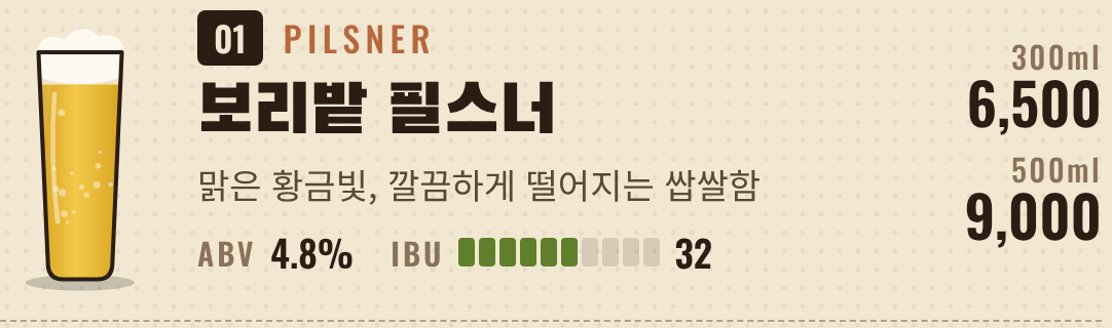 01 PILSNER
보리밭 필스너
맑은 황금빛, 깔끔하게 떨어지는 쌉쌀함
ABV 4.8% IBU 32
300ml
6,500
500ml
9,000